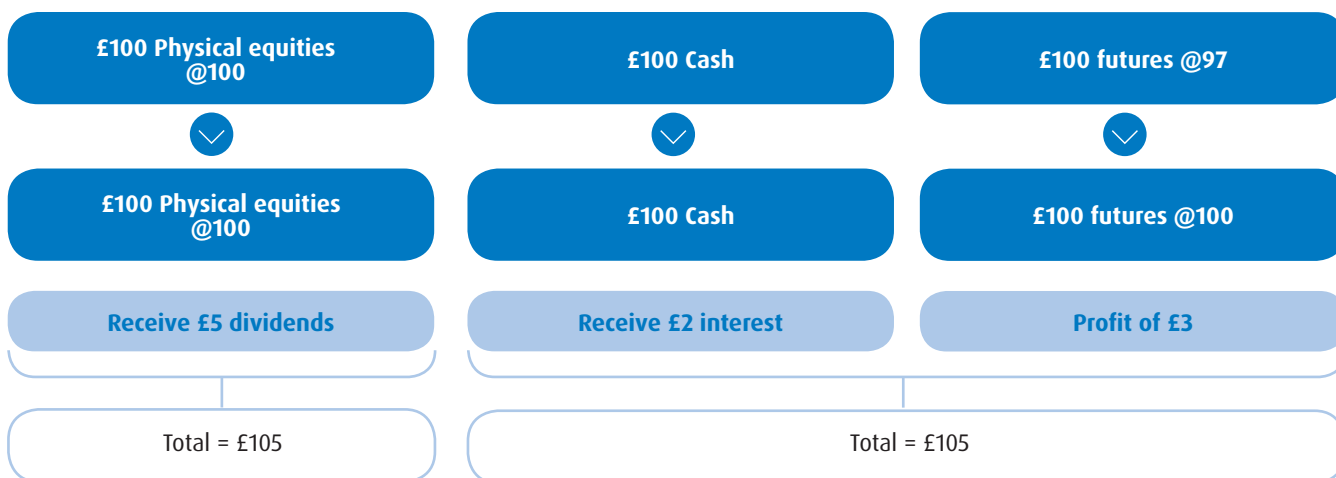 £100 Physical equities
@100
£100 Cash
£100 futures @97
£100 Physical equities
@100
£100 Cash
£100 futures @100
Receive £5 dividends
Receive £2 interest
Profit of £3
Total = £105
Total = £105